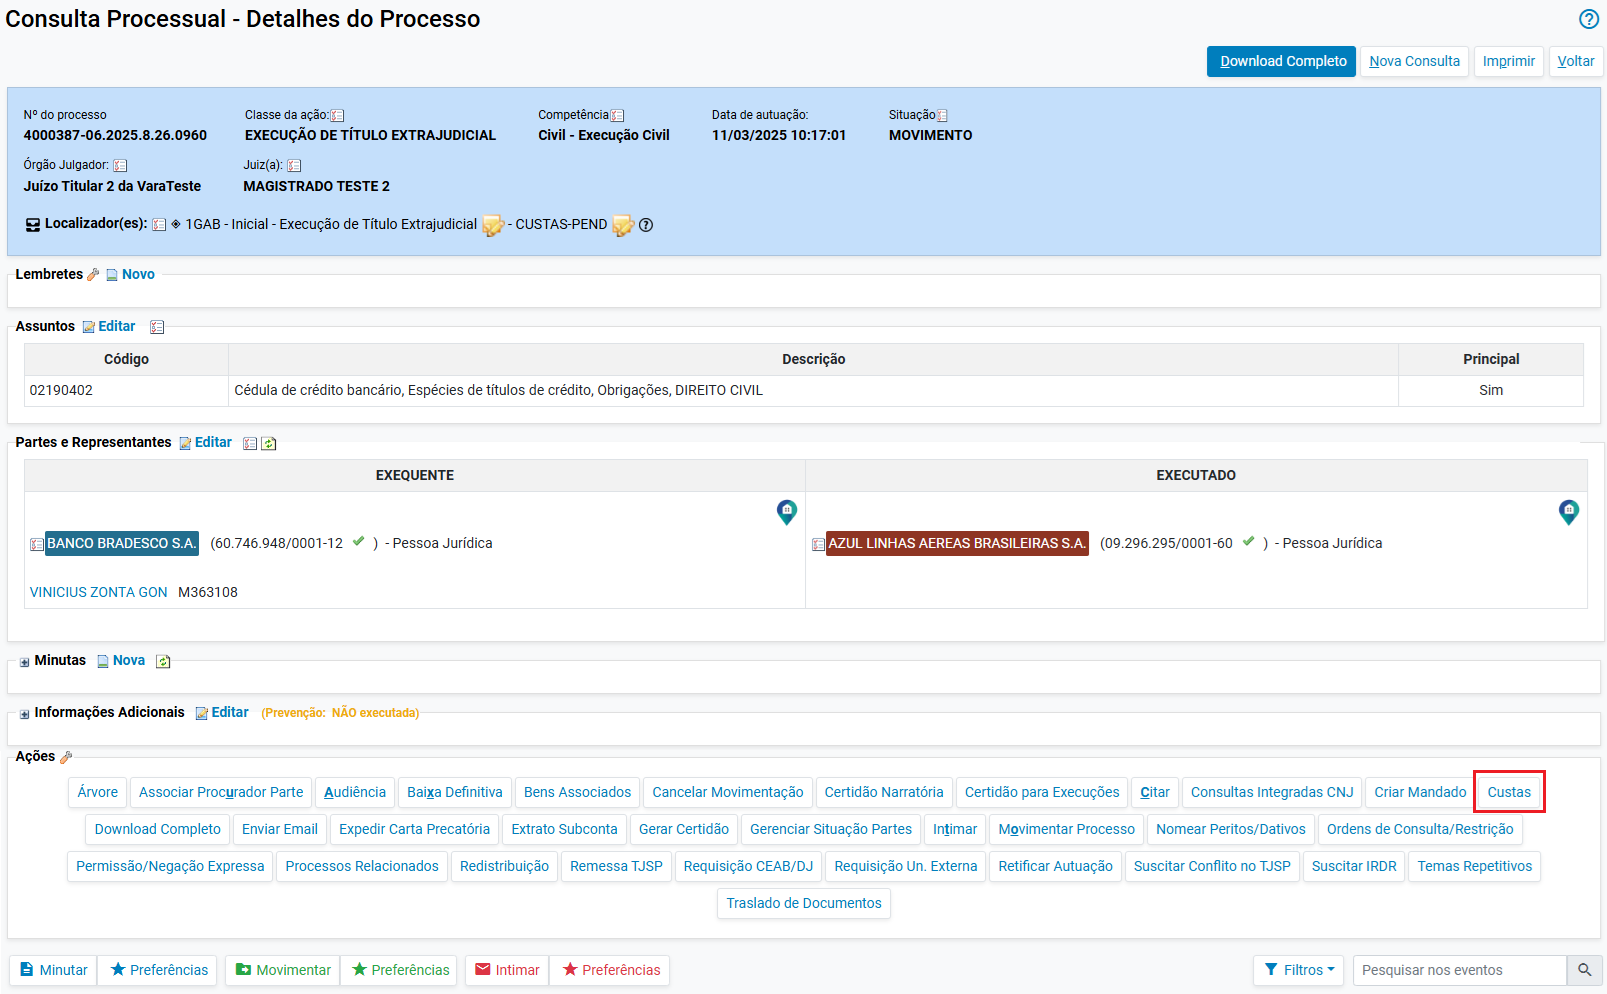 Consulta Processual - Detalhes do Processo
Download Completo Nova Consulta Imprimir Voltar
Nº do processo Classe da ação: Competência Data de autuação: Situação
4000387-06.2025.8.26.0960 EXECUÇÃO DE TÍTULO EXTRAJUDICIAL Civil - Execução Civil 11/03/2025 10:17:01 MOVIMENTO
Órgão Julgador: Juiz(a):
Juízo Titular 2 da VaraTeste MAGISTRADO TESTE 2
Localizador(es): 1GAB - Inicial - Execução de Título Extrajudicial - CUSTAS-PEND
Lembretes Novo
Assuntos Editar
Código Descrição Principal
02190402 Cédula de crédito bancário, Espécies de títulos de crédito, Obrigações, DIREITO CIVIL Sim
Partes e Representantes Editar
EXEQUENTE EXECUTADO
BANCO BRADESCO S.A. (60.746.948/0001-12 ) - Pessoa Jurídica AZUL LINHAS AEREAS BRASILEIRAS S.A. (09.296.295/0001-60 ) - Pessoa Jurídica
VINICIUS ZONTA GON M363108
Minutas Nova
Informações Adicionais Editar (Prevenção: NÃO executada)
Ações
Árvore Associar Procurador Parte Audiência Baixa Definitiva Bens Associados Cancelar Movimentação Certidão Narratória Certidão para Execuções Citar Consultas Integradas CNJ Criar Mandado Custas
Download Completo Enviar Email Expedir Carta Precatória Extrato Subconta Gerar Certidão Gerenciar Situação Partes Intimar Movimentar Processo Nomear Peritos/Dativos Ordens de Consulta/Restrição
Permissão/Negação Expressa Processos Relacionados Redistribuição Remessa TJSP Requisição CEAB/DJ Requisição Un. Externa Retificar Autuação Suscitar Conflito no TJSP Suscitar IRDR Temas Repetitivos
Traslado de Documentos
Minutar Preferências Movimentar Preferências Intimar Preferências Filtros Pesquisar nos eventos